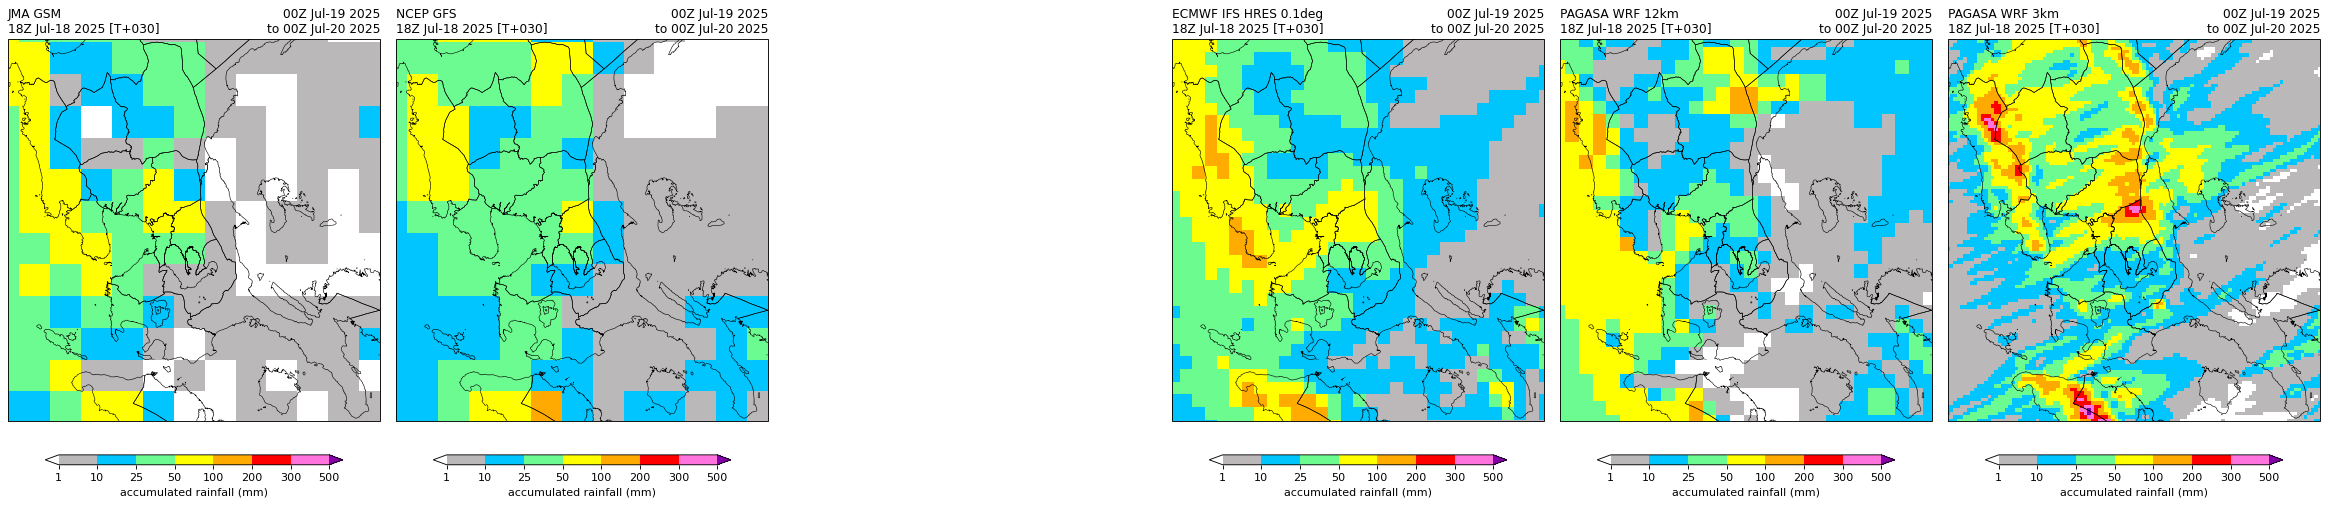 JMA GSM 00Z Jul-19 2025
18Z Jul-18 2025 [T+030] to 00Z Jul-20 2025
1 10 25 50 100 200 300 500
accumulated rainfall (mm)
NCEP GFS 00Z Jul-19 2025
18Z Jul-18 2025 [T+030] to 00Z Jul-20 2025
1 10 25 50 100 200 300 500
accumulated rainfall (mm)
ECMWF IFS HRES 0.1deg 00Z Jul-19 2025
18Z Jul-18 2025 [T+030] to 00Z Jul-20 2025
1 10 25 50 100 200 300 500
accumulated rainfall (mm)
PAGASA WRF 12km 00Z Jul-19 2025
18Z Jul-18 2025 [T+030] to 00Z Jul-20 2025
1 10 25 50 100 200 300 500
accumulated rainfall (mm)
PAGASA WRF 3km 00Z Jul-19 2025
18Z Jul-18 2025 [T+030] to 00Z Jul-20 2025
1 10 25 50 100 200 300 500
accumulated rainfall (mm)